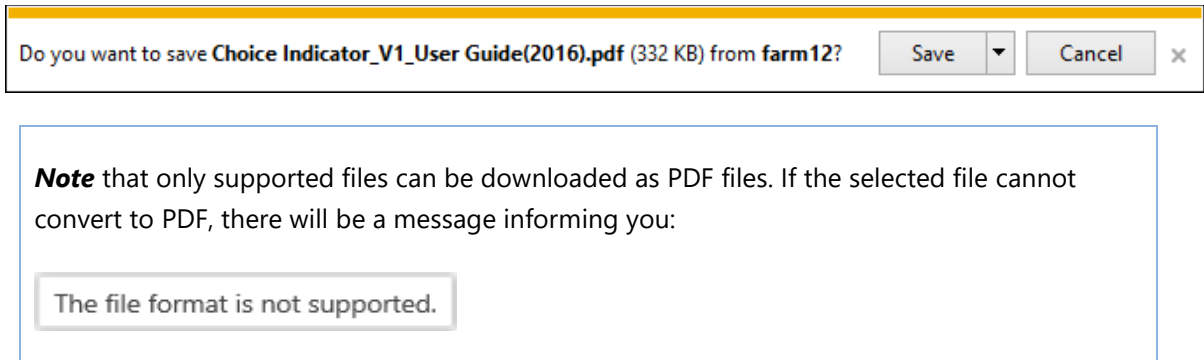 Do you want to save Choice Indicator_V1_User Guide(2016).pdf (332 KB) from farm12? Save Cancel ×
Note that only supported files can be downloaded as PDF files. If the selected file cannot
convert to PDF, there will be a message informing you:
The file format is not supported.